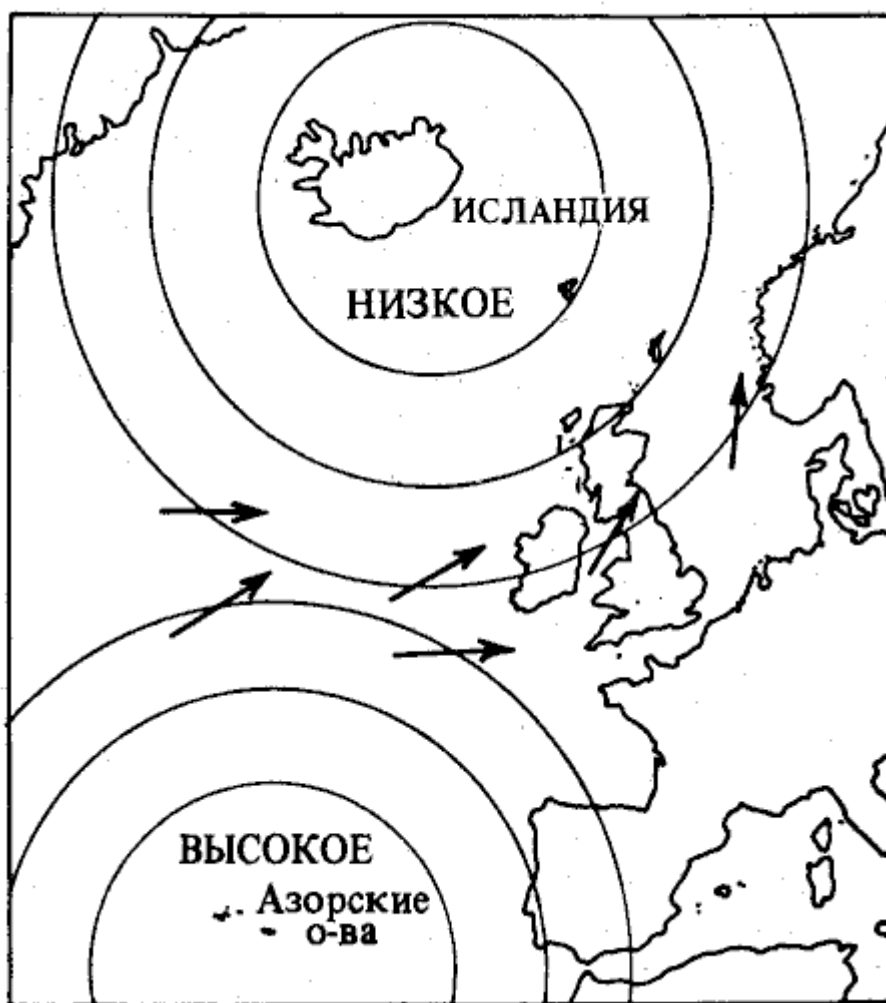 ИСЛАНДИЯ
НИЗКОЕ
ВЫСОКОЕ
Азорские
о-ва